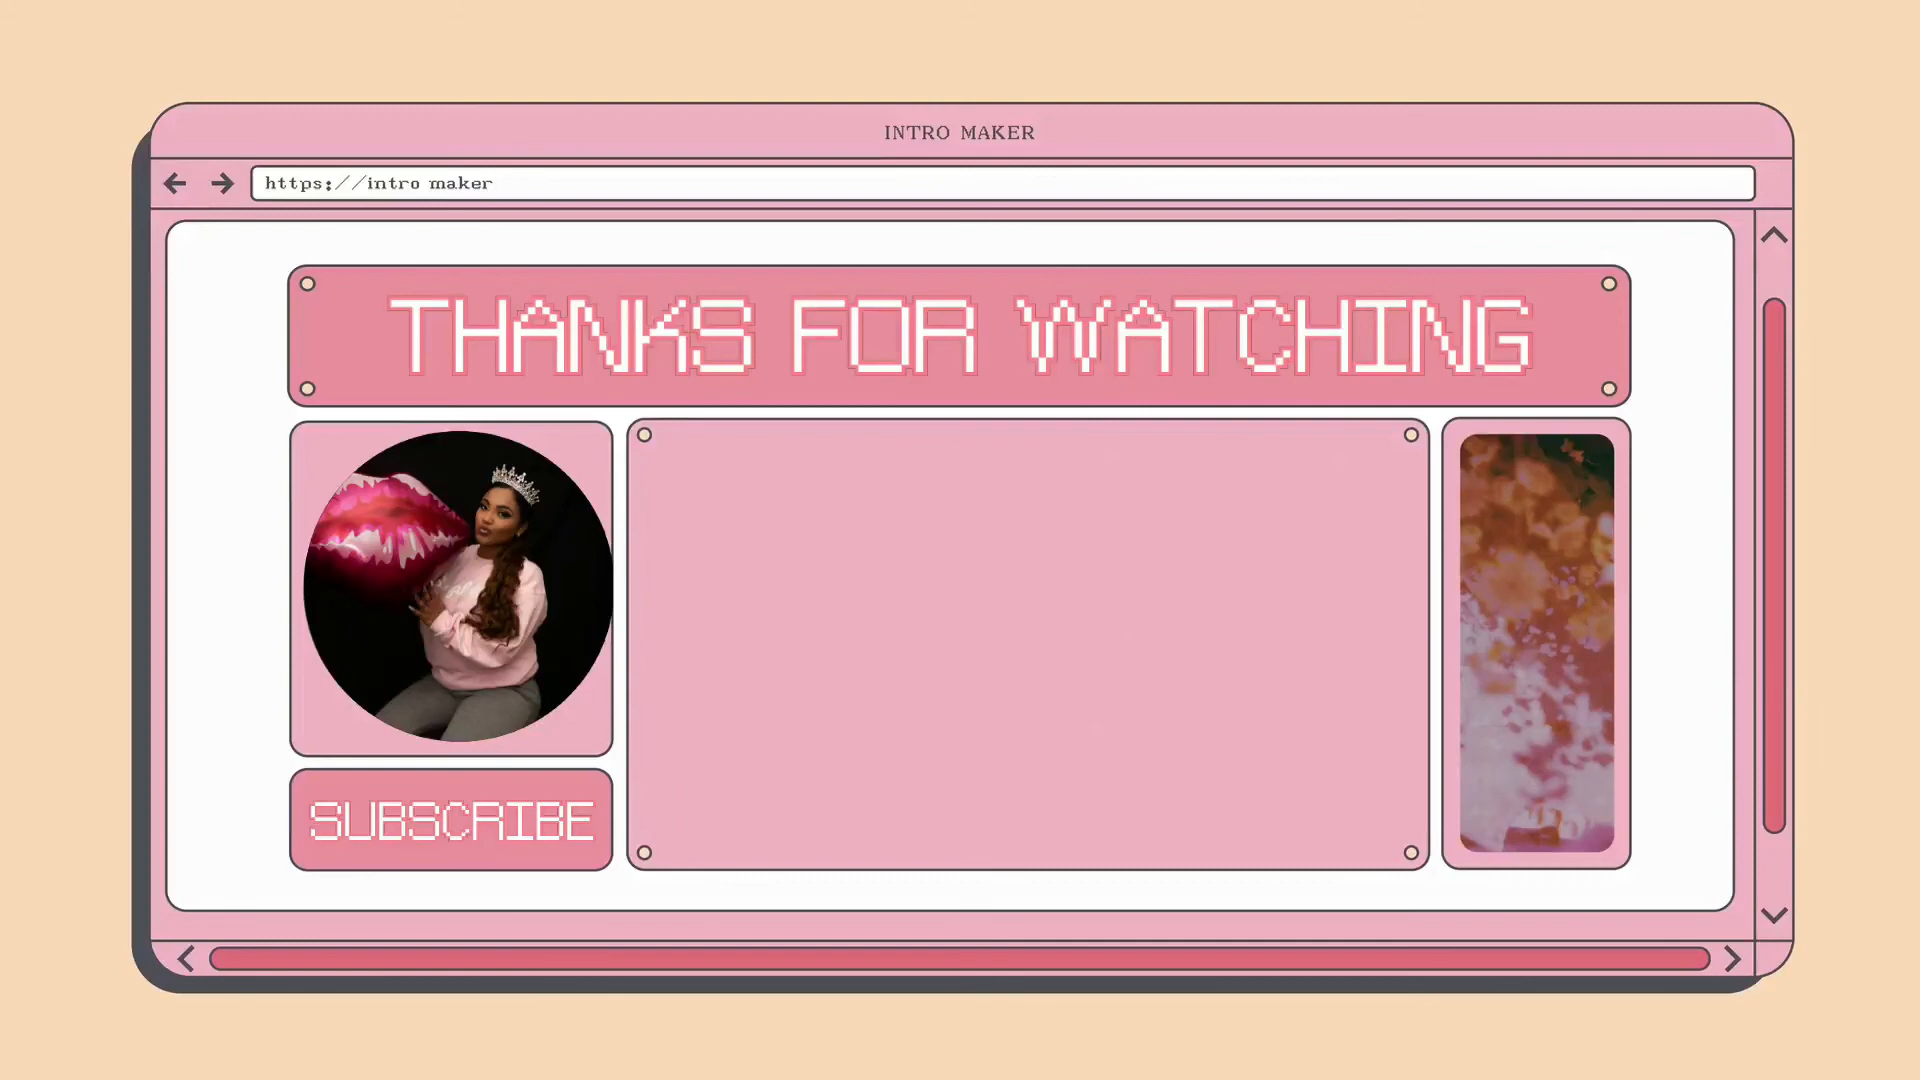 INTRO MAKER
https://intro maker
THANKS FOR WATCHING
SUBSCRIBE